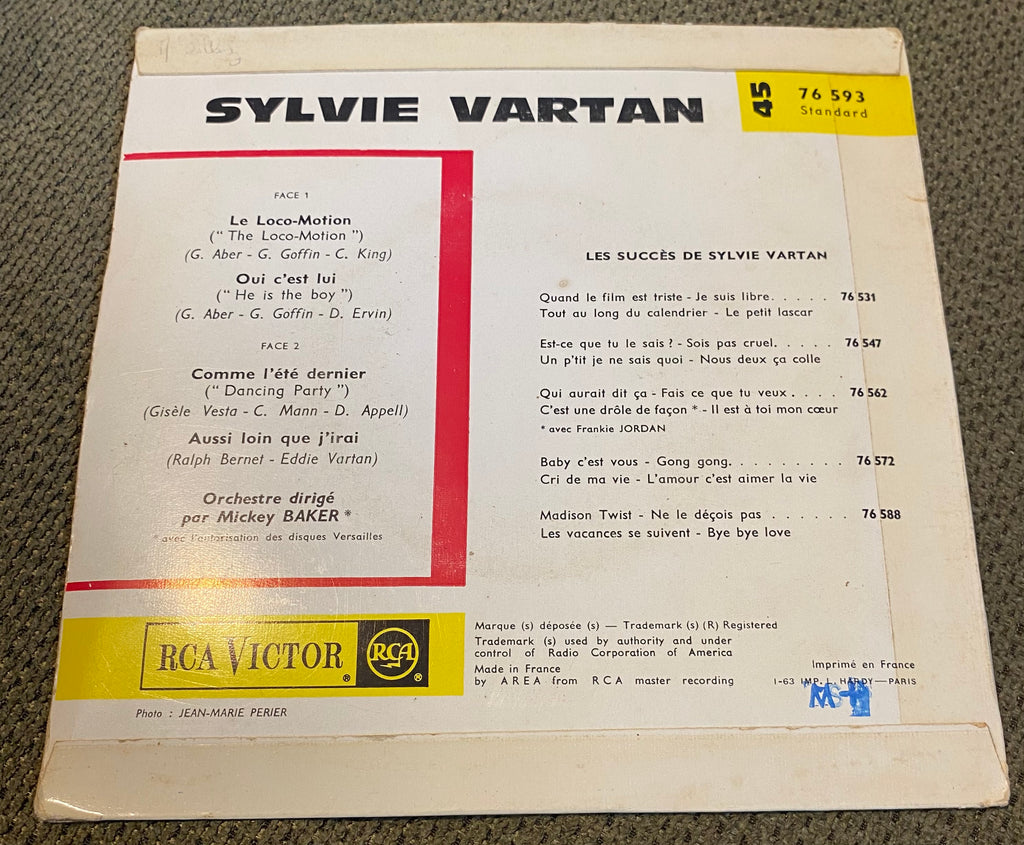 SYLVIE VARTAN
45
76 593
Standard
FACE 1
Le Loco-Motion
(“ The Loco-Motion ”)
(G. Aber - G. Goffin - C. King)
Oui c'est lui
(“ He is the boy ”)
(G. Aber - G. Goffin - D. Ervin)
FACE 2
Comme l'été dernier
(“ Dancing Party ”)
(Gisèle Vesta - C. Mann - D. Appell)
Aussi loin que j'irai
(Ralph Bernet - Eddie Vartan)
Orchestre dirigé
par Mickey BAKER *
* avec l'autorisation des disques Versailles
LES SUCCÈS DE SYLVIE VARTAN
Quand le film est triste - Je suis libre. . . . . . 76 531
Tout au long du calendrier - Le petit lascar
Est-ce que tu le sais ? - Sois pas cruel. . . . . . 76 547
Un p'tit je ne sais quoi - Nous deux ça colle
Qui aurait dit ça - Fais ce que tu veux . . . . 76 562
C'est une drôle de façon * - Il est à toi mon cœur
* avec Frankie JORDAN
Baby c'est vous - Gong gong. . . . . . . . . 76 572
Cri de ma vie - L'amour c'est aimer la vie
Madison Twist - Ne le déçois pas . . . . . . 76 588
Les vacances se suivent - Bye bye love
RCA VICTOR ® RCA ®
Photo : JEAN-MARIE PERIER
Marque (s) déposée (s) — Trademark (s) (R) Registered
Trademark (s) used by authority and under
control of Radio Corporation of America
Made in France
by AREA from RCA master recording
Imprimé en France
1-63 IMP. L. HARDY — PARIS